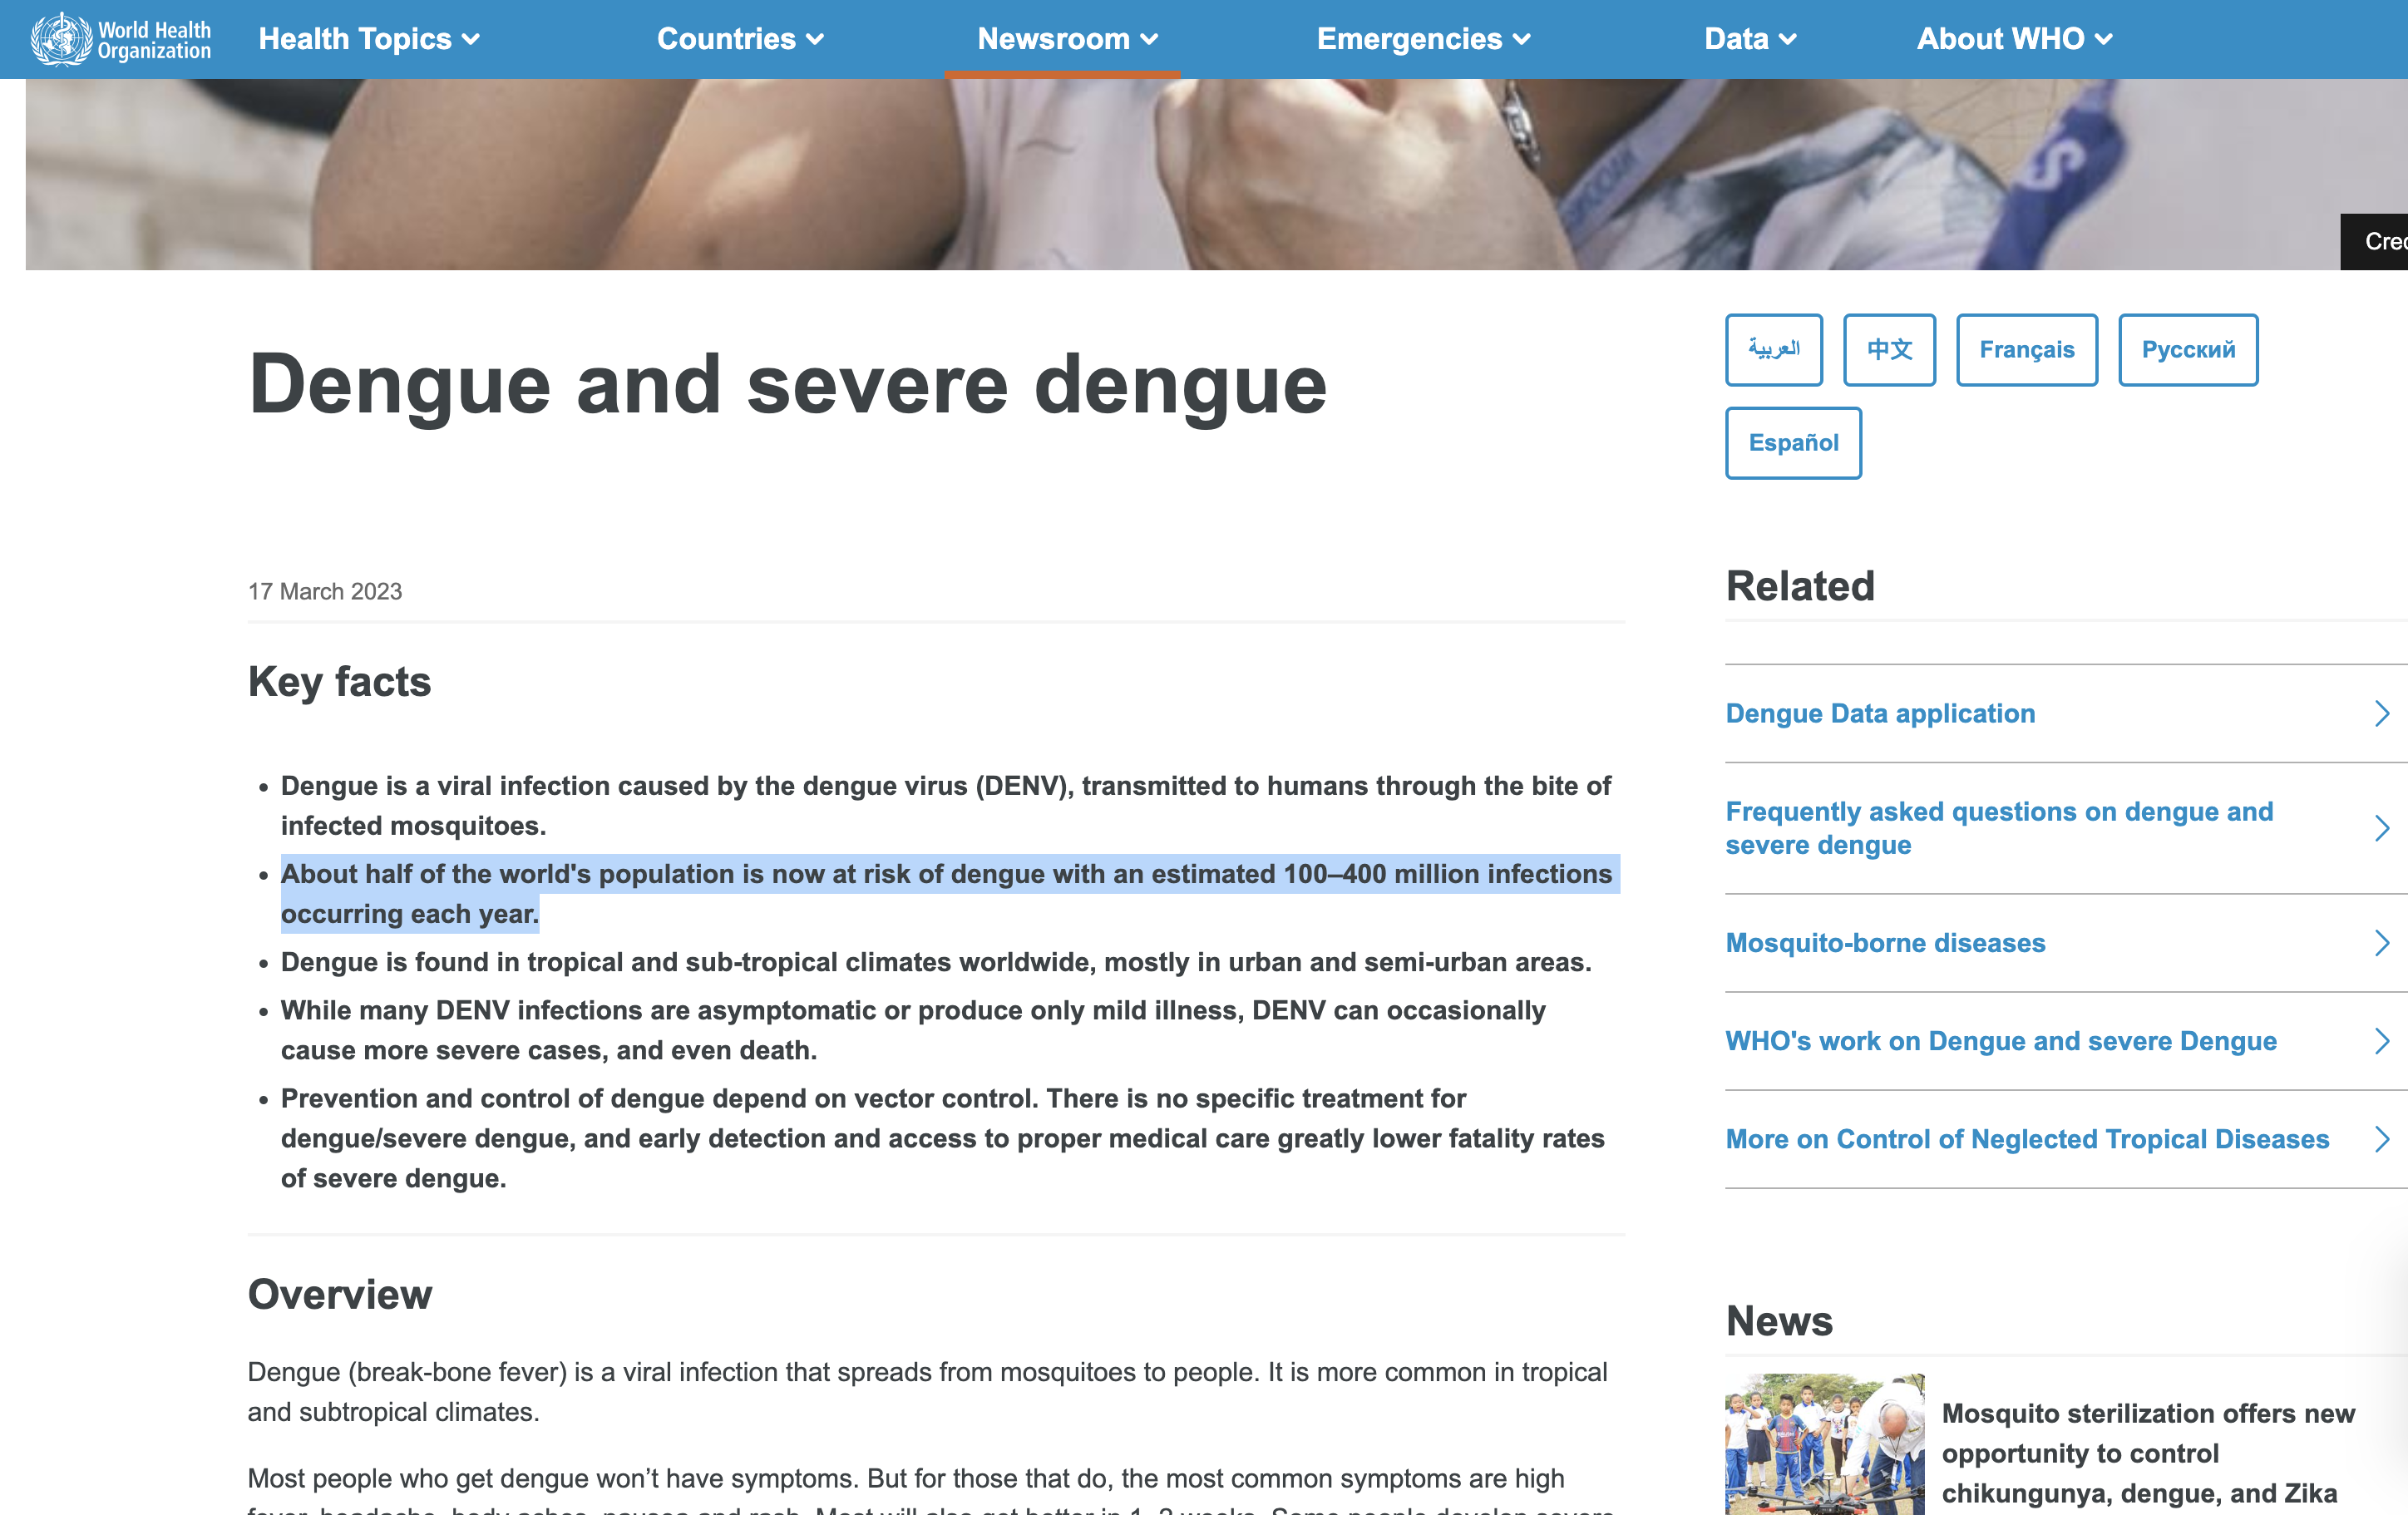 World Health
Organization
Health Topics
Countries
Newsroom
Emergencies
Data
About WHO
S
Dengue and severe dengue
العربية
中文
Français
Русский
Español
17 March 2023
Key facts
• Dengue is a viral infection caused by the dengue virus (DENV), transmitted to humans through the bite of
infected mosquitoes.
• About half of the world's population is now at risk of dengue with an estimated 100–400 million infections
occurring each year.
• Dengue is found in tropical and sub-tropical climates worldwide, mostly in urban and semi-urban areas.
• While many DENV infections are asymptomatic or produce only mild illness, DENV can occasionally
cause more severe cases, and even death.
• Prevention and control of dengue depend on vector control. There is no specific treatment for
dengue/severe dengue, and early detection and access to proper medical care greatly lower fatality rates
of severe dengue.
Overview
Dengue (break-bone fever) is a viral infection that spreads from mosquitoes to people. It is more common in tropical
and subtropical climates.
Most people who get dengue won’t have symptoms. But for those that do, the most common symptoms are high
Related
Dengue Data application
Frequently asked questions on dengue and
severe dengue
Mosquito-borne diseases
WHO's work on Dengue and severe Dengue
More on Control of Neglected Tropical Diseases
News
Mosquito sterilization offers new
opportunity to control
chikungunya, dengue, and Zika